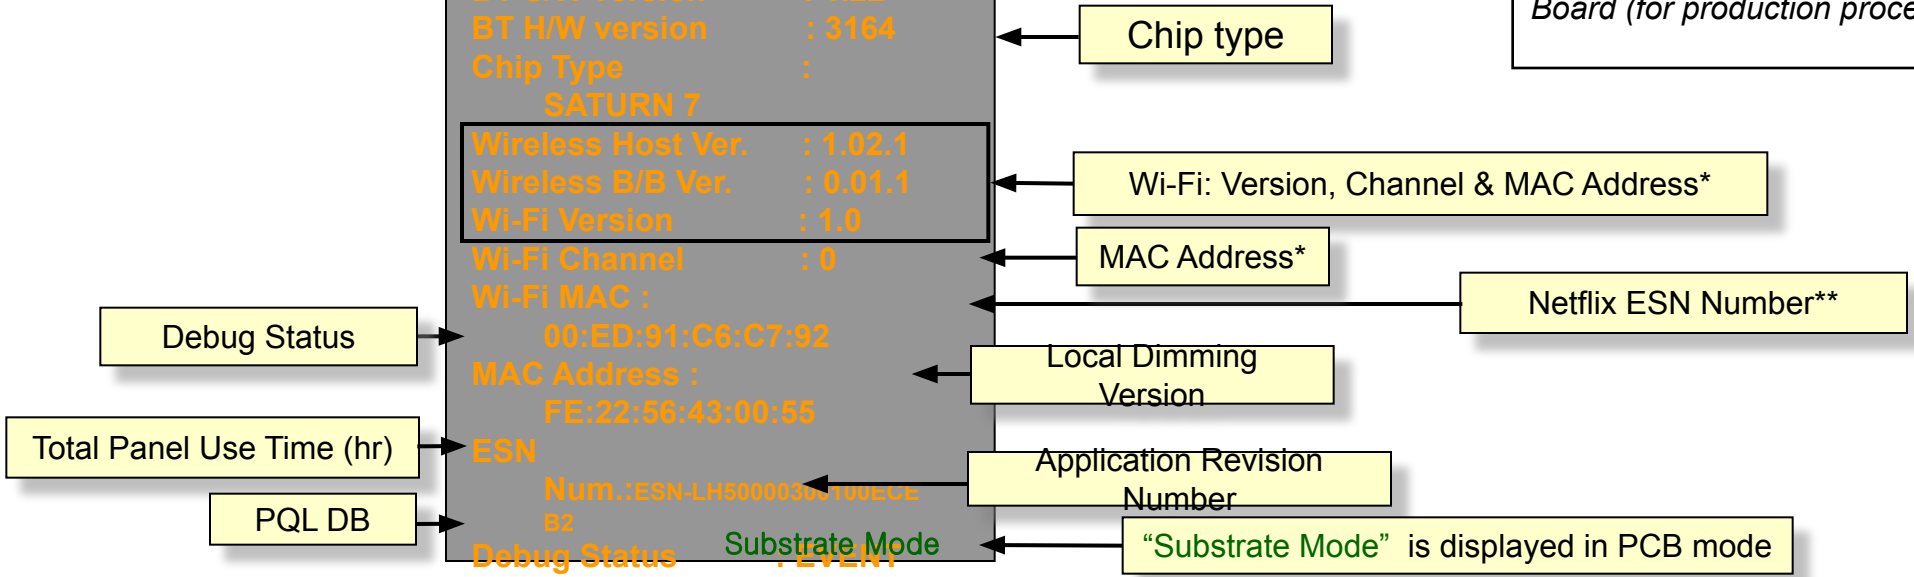 BT H/W version : 3164
Chip Type :
SATURN 7
Wireless Host Ver. : 1.02.1
Wireless B/B Ver. : 0.01.1
Wi-Fi Version : 1.0
Wi-Fi Channel : 0
Wi-Fi MAC :
00:ED:91:C6:C7:92
MAC Address :
FE:22:56:43:00:55
ESN
Num.:ESN-LH50000300100ECE
B2
Debug Status : EVENT
Substrate Mode
Debug Status
Total Panel Use Time (hr)
PQL DB
Chip type
Wi-Fi: Version, Channel & MAC Address*
MAC Address*
Netflix ESN Number**
Local Dimming
Version
Application Revision
Number
“Substrate Mode” is displayed in PCB mode
Board (for production